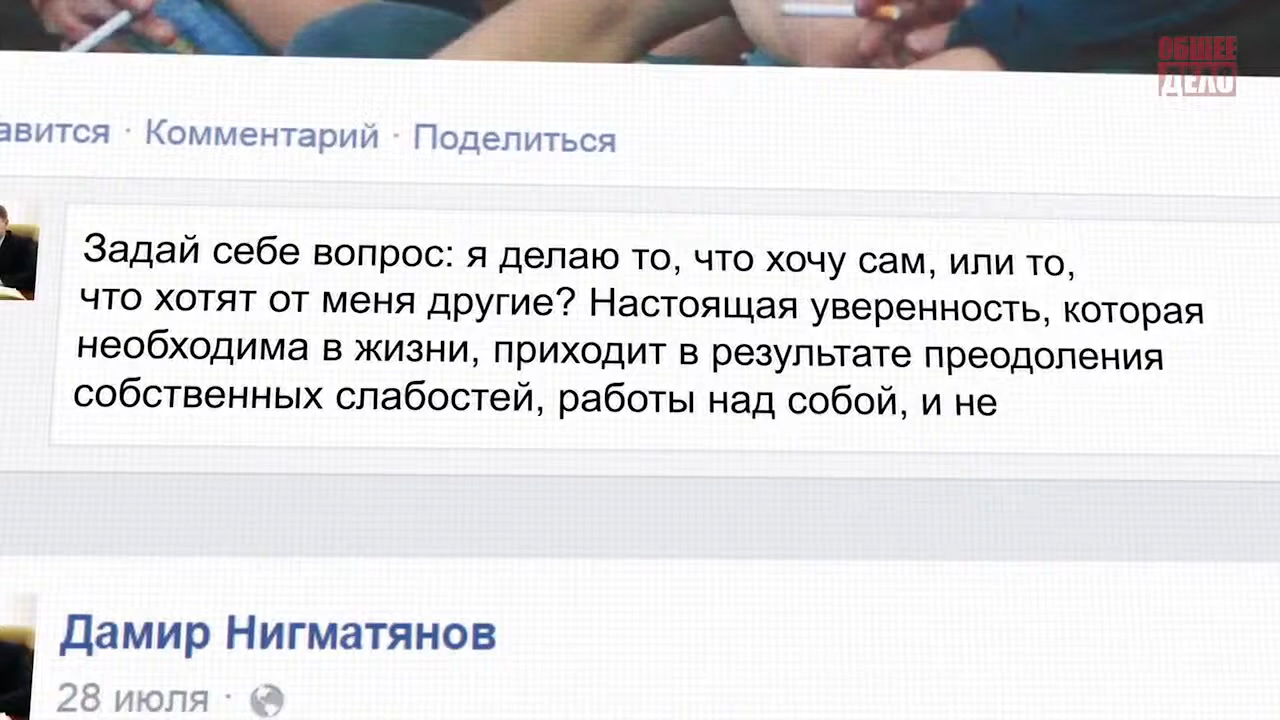 ОБЩЕЕ
ДЕЛО
авится · Комментарий · Поделиться
Задай себе вопрос: я делаю то, что хочу сам, или то,
что хотят от меня другие? Настоящая уверенность, которая
необходима в жизни, приходит в результате преодоления
собственных слабостей, работы над собой, и не
Дамир Нигматянов
28 июля ·